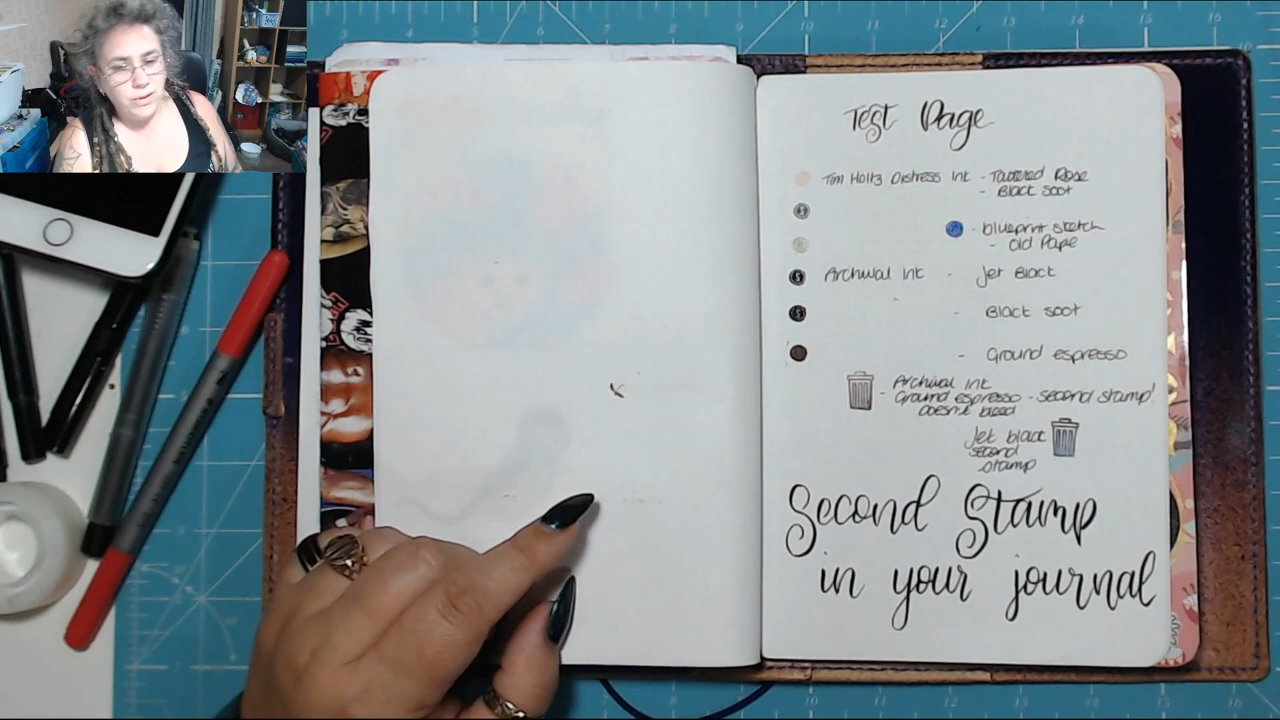 Test Page
Tim Holtz Distress Ink - Tattered Rose
- Black soot
- blueprint sketch
- old Pape
Archival Ink - Jet Black
- Black soot
- Ground espresso
Archival Ink
- Ground espresso - second stamp!
doesn't bleed
Jet black
second
stamp
Second Stamp
in your journal